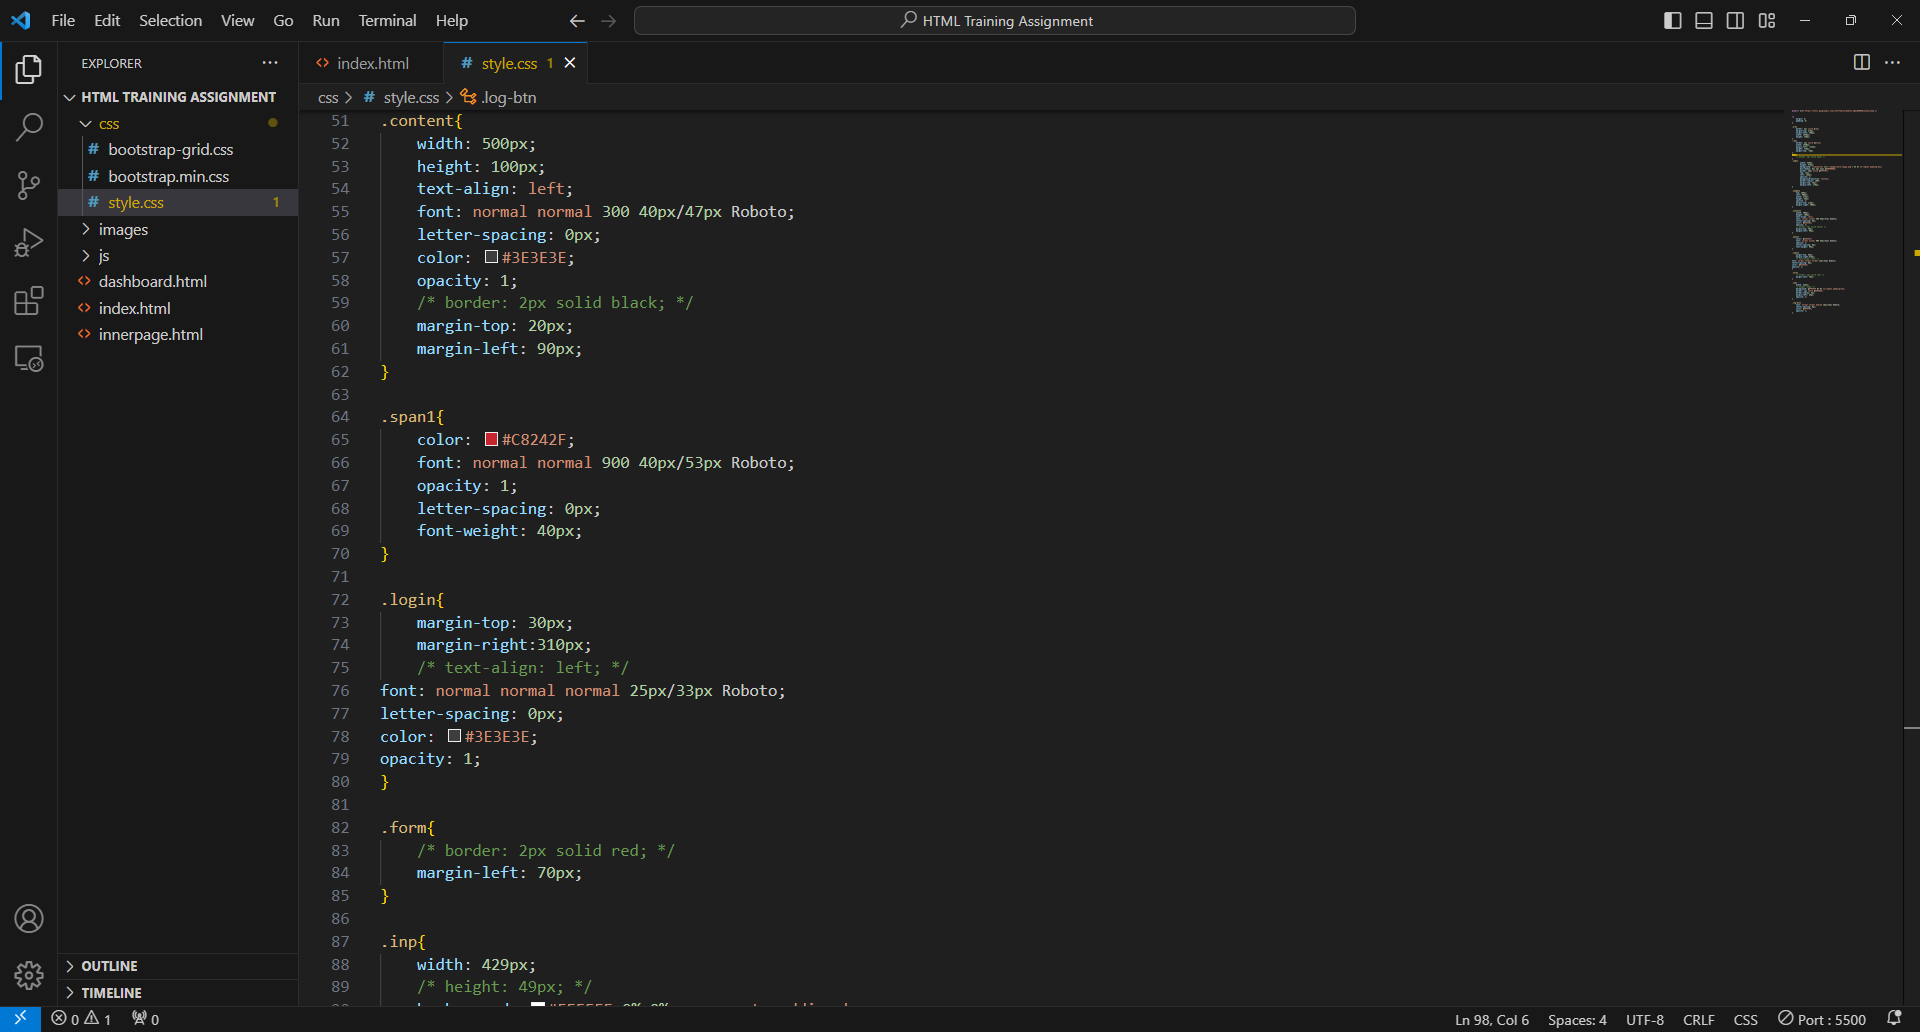 File Edit Selection View Go Run Terminal Help
HTML Training Assignment
EXPLORER
HTML TRAINING ASSIGNMENT
css
# bootstrap-grid.css
# bootstrap.min.css
# style.css 1
images
js
<> dashboard.html
<> index.html
<> innerpage.html
OUTLINE
TIMELINE
<> index.html
# style.css 1
css > # style.css > .log-btn
51 .content{
52 width: 500px;
53 height: 100px;
54 text-align: left;
55 font: normal normal 300 40px/47px Roboto;
56 letter-spacing: 0px;
57 color: #3E3E3E;
58 opacity: 1;
59 /* border: 2px solid black; */
60 margin-top: 20px;
61 margin-left: 90px;
62 }
63
64 .span1{
65 color: #C8242F;
66 font: normal normal 900 40px/53px Roboto;
67 opacity: 1;
68 letter-spacing: 0px;
69 font-weight: 40px;
70 }
71
72 .login{
73 margin-top: 30px;
74 margin-right:310px;
75 /* text-align: left; */
76 font: normal normal normal 25px/33px Roboto;
77 letter-spacing: 0px;
78 color: #3E3E3E;
79 opacity: 1;
80 }
81
82 .form{
83 /* border: 2px solid red; */
84 margin-left: 70px;
85 }
86
87 .inp{
88 width: 429px;
89 /* height: 49px; */
0 1 0
Ln 98, Col 6 Spaces: 4 UTF-8 CRLF CSS Port : 5500